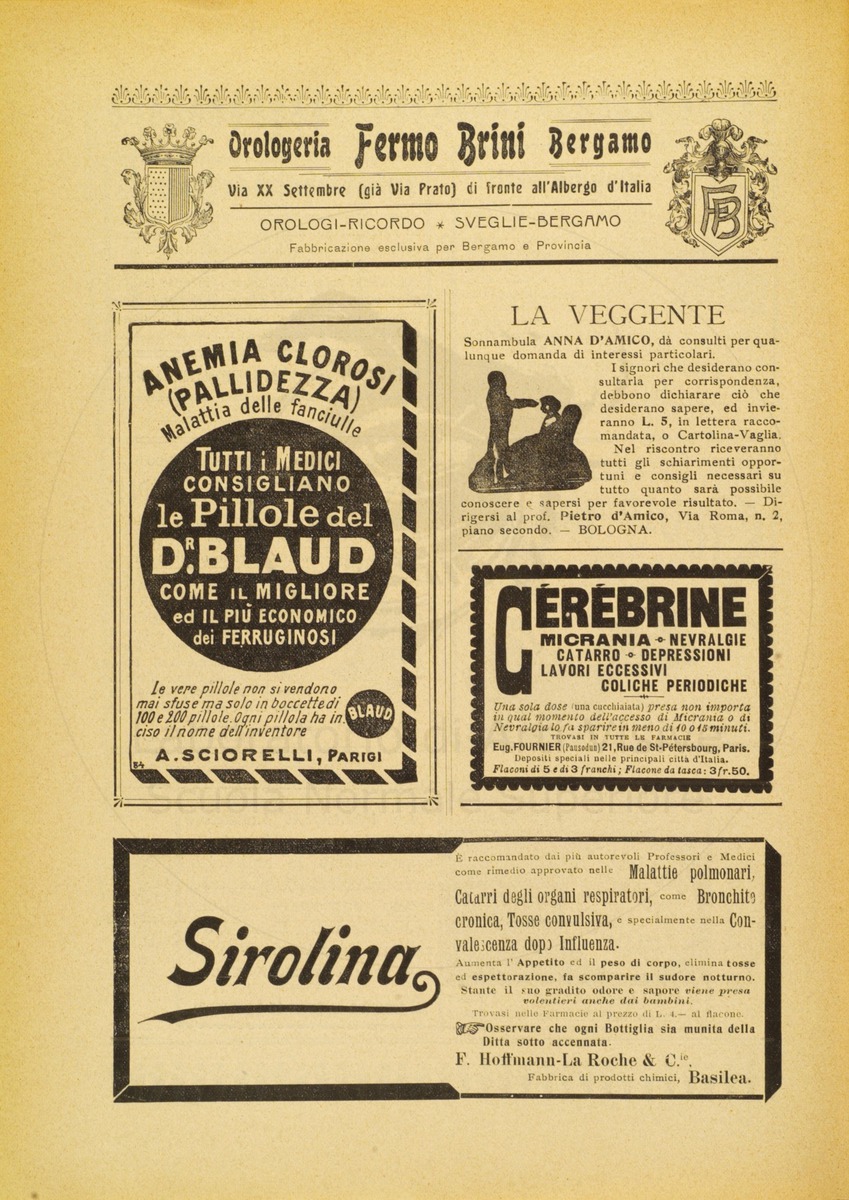 Orologeria Fermo Brini Bergamo
Via XX Settembre (già Via Prato) di fronte all'Albergo d'Italia
OROLOGI-RICORDO * SVEGLIE-BERGAMO
Fabbricazione esclusiva per Bergamo e Provincia
FB
ANEMIA CLOROSI
(PALLIDEZZA)
Malattia delle fanciulle
TUTTI i MEDICI
CONSIGLIANO
le Pillole del
DR. BLAUD
COME IL MIGLIORE
ed IL PIÙ ECONOMICO
dei FERRUGINOSI
Le vere pillole non si vendono
mai sfuse ma solo in boccette di
100 e 200 pillole. Ogni pillola ha in.
ciso il nome dell'inventore
BLAUD
A. SCIORELLI, PARIGI
84
LA VEGGENTE
Sonnambula ANNA D'AMICO, dà consulti per qua-
lunque domanda di interessi particolari.
I signori che desiderano con-
sultarla per corrispondenza,
debbono dichiarare ciò che
desiderano sapere, ed invie-
ranno L. 5, in lettera racco-
mandata, o Cartolina-Vaglia.
Nel riscontro riceveranno
tutti gli schiarimenti oppor-
tuni e consigli necessari su
tutto quanto sarà possibile
conoscere e sapersi per favorevole risultato. — Di-
rigersi al prof. Pietro d'Amico, Via Roma, n. 2,
piano secondo. — BOLOGNA.
CÉRÉBRINE
MICRANIA - NEVRALGIE
CATARRO - DEPRESSIONI
LAVORI ECCESSIVI
COLICHE PERIODICHE
Una sola dose (una cucchiaiata) presa non importa
in qual momento dell'accesso di Micrania o di
Nevralgia lo fa sparire in meno di 10 o 15 minuti.
TROVASI IN TUTTE LE FARMACIE
Eug. FOURNIER (Pausodun) 21, Rue de St-Pétersbourg, Paris.
Depositi speciali nelle principali città d'Italia.
Flaconi di 5 e di 3 franchi; Flacone da tasca: 3 fr. 50.
Sirolina
È raccomandato dai più autorevoli Professori e Medici
come rimedio approvato nelle Malattie polmonari,
Catarri degli organi respiratori, come Bronchite
cronica, Tosse convulsiva, e specialmente nella Con-
valescenza dopo Influenza.
Aumenta l'Appetito ed il peso di corpo, elimina tosse
ed espettorazione, fa scomparire il sudore notturno.
Stante il suo gradito odore e sapore viene presa
volentieri anche dai bambini.
Trovasi nelle Farmacie al prezzo di L. 4.— al flacone.
☞ Osservare che ogni Bottiglia sia munita della
Ditta sotto accennata.
F. Hoffmann-La Roche & C.ie,
Fabbrica di prodotti chimici, Basilea.